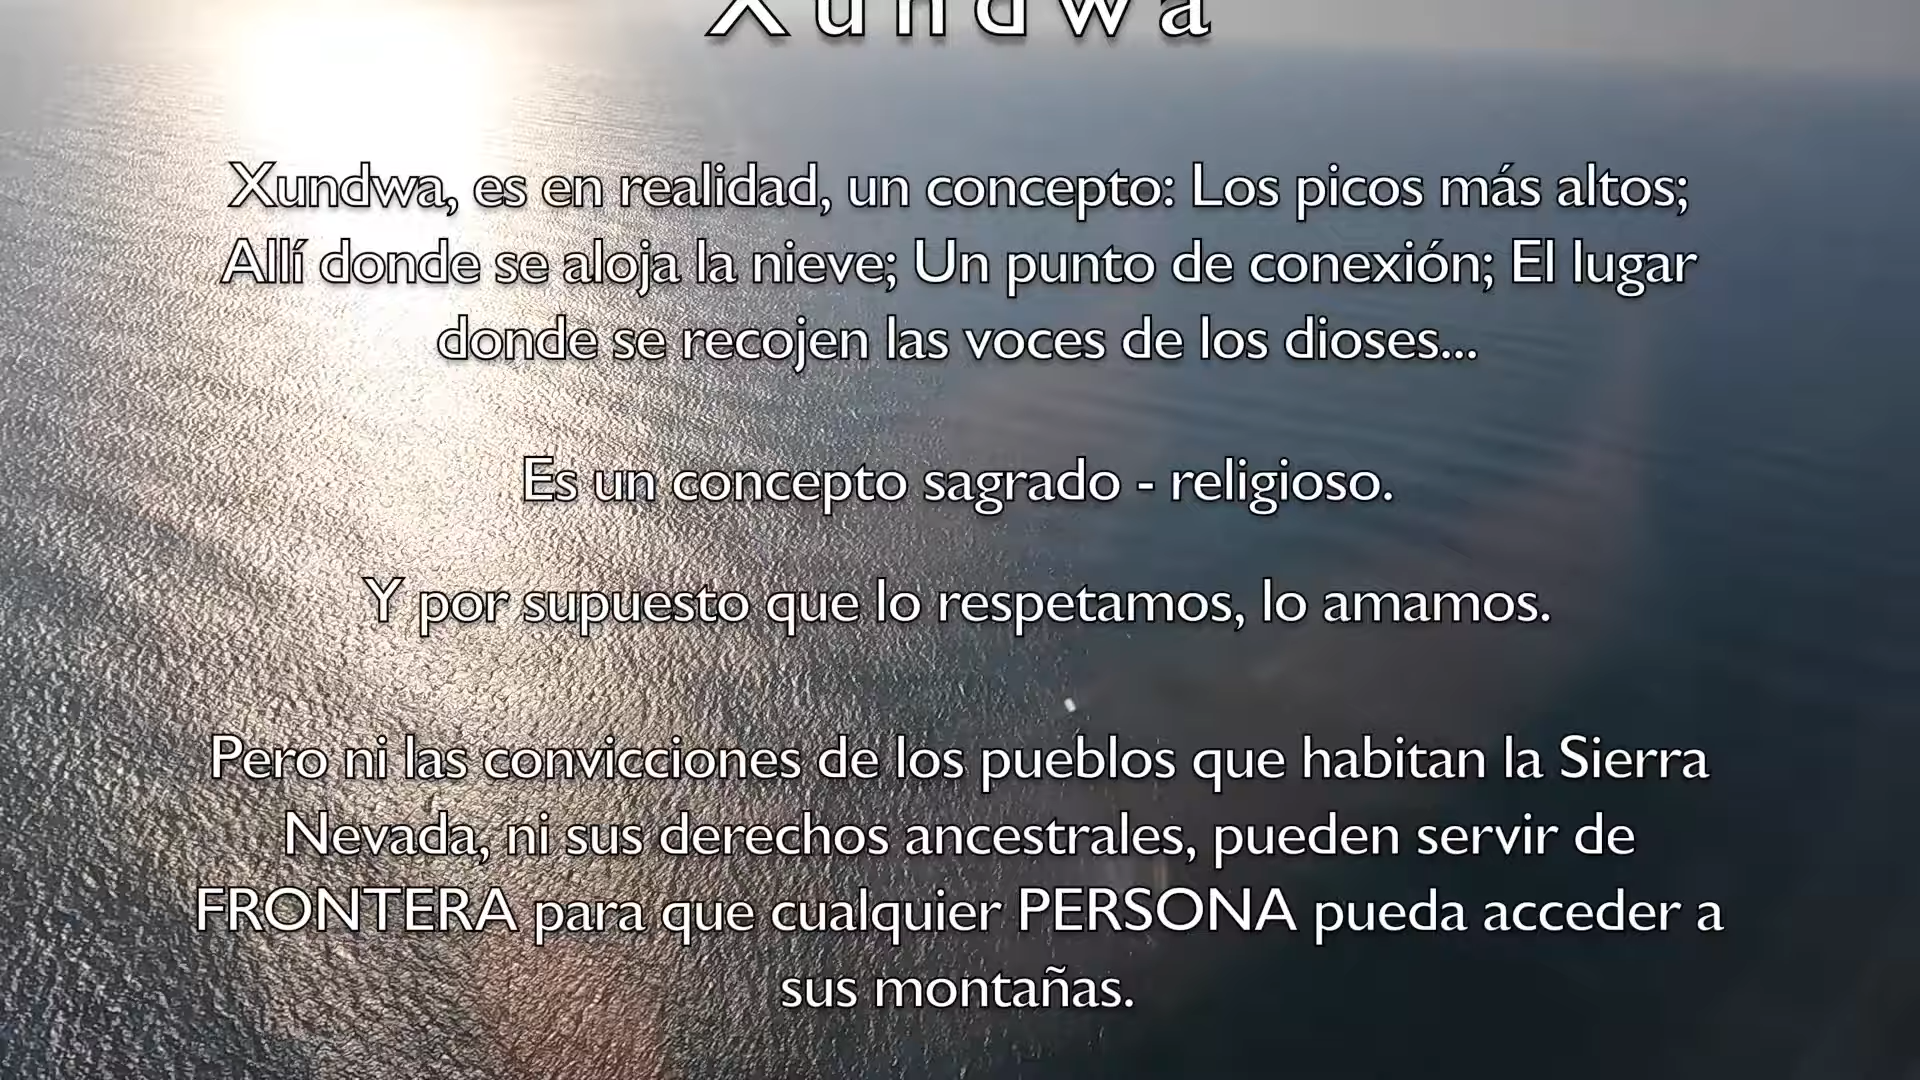 Xundwa
Xundwa, es en realidad, un concepto: Los picos más altos;
Allí donde se aloja la nieve; Un punto de conexión; El lugar
donde se recojen las voces de los dioses...
Es un concepto sagrado - religioso.
Y por supuesto que lo respetamos, lo amamos.
Pero ni las convicciones de los pueblos que habitan la Sierra
Nevada, ni sus derechos ancestrales, pueden servir de
FRONTERA para que cualquier PERSONA pueda acceder a
sus montañas.